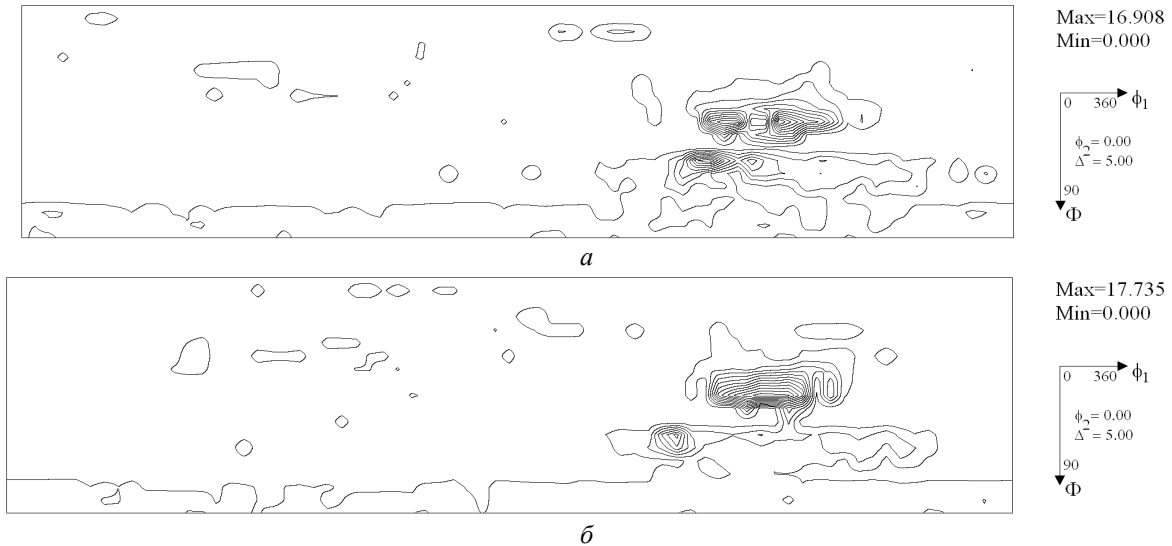 Max=16.908
Min=0.000
0 360 ϕ1
ϕ2= 0.00
Δ = 5.00
90
Φ
а
Max=17.735
Min=0.000
0 360 ϕ1
ϕ2= 0.00
Δ = 5.00
90
Φ
б